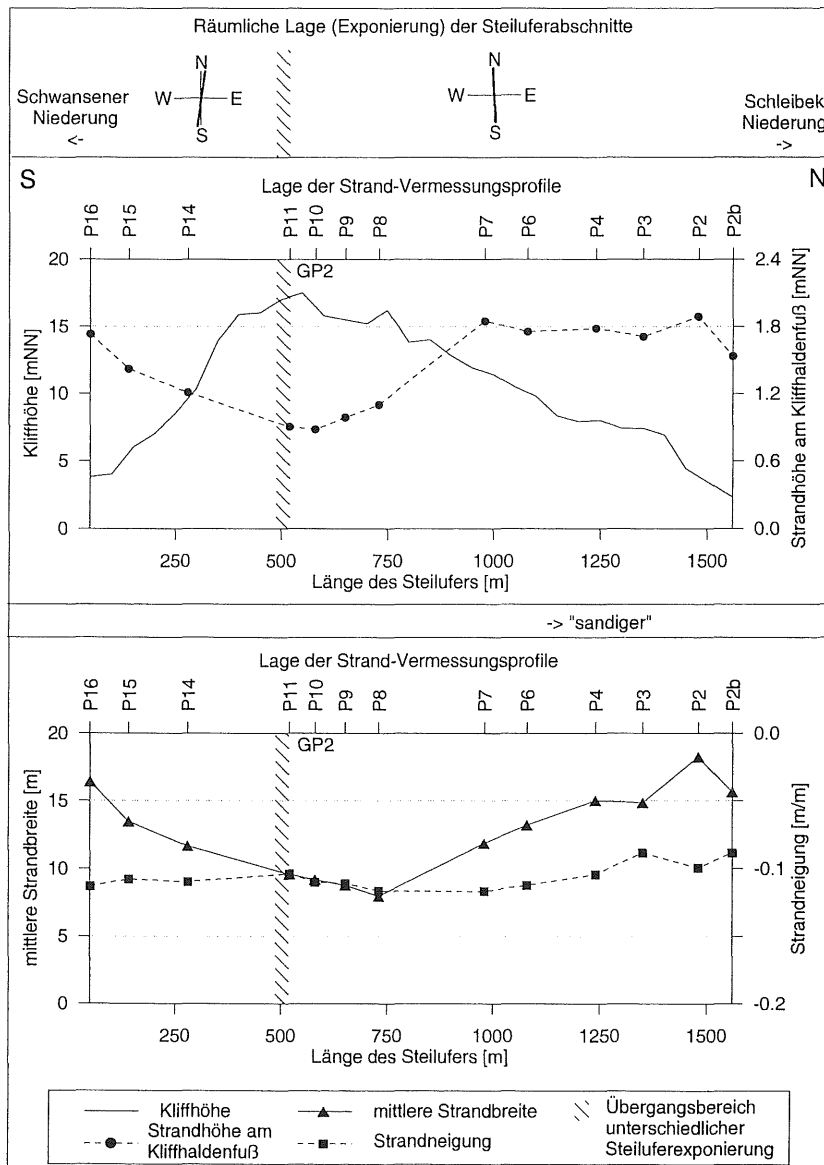 Räumliche Lage (Exponierung) der Steiluferabschnitte
Schwansener
Niederung
<-
N
W E
S
N
W E
S
Schleibek
Niederung
->
S N
Lage der Strand-Vermessungsprofile
P16 P15 P14 P11 P10 P9 P8 P7 P6 P4 P3 P2 P2b
GP2
Kliffhöhe [mNN]
20
15
10
5
0
2.4
1.8
1.2
0.6
0.0
Strandhöhe am Kliffhaldenfuß [mNN]
250 500 750 1000 1250 1500
Länge des Steilufers [m]
-> "sandiger"
Lage der Strand-Vermessungsprofile
P16 P15 P14 P11 P10 P9 P8 P7 P6 P4 P3 P2 P2b
GP2
mittlere Strandbreite [m]
20
15
10
5
0
0.0
-0.1
-0.2
Strandneigung [m/m]
250 500 750 1000 1250 1500
Länge des Steilufers [m]
Kliffhöhe
Strandhöhe am
Kliffhaldenfuß
mittlere Strandbreite
Strandneigung
Übergangsbereich
unterschiedlicher
Steiluferexponierung